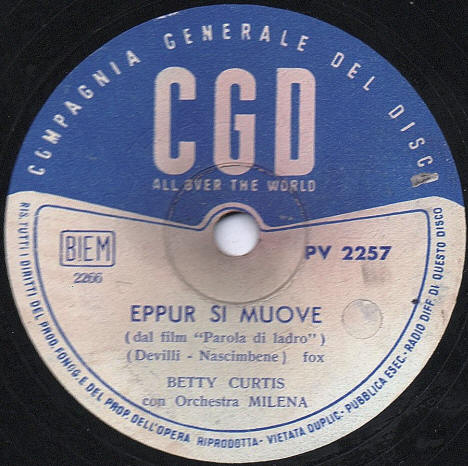 COMPAGNIA GENERALE DEL DISCO
CGD
ALL OVER THE WORLD
BIEM
2266
PV 2257
EPPUR SI MUOVE
(dal film "Parola di ladro")
(Devilli - Nascimbene) fox
BETTY CURTIS
con Orchestra MILENA
RIS. TUTTI I DIRITTI DEL PROD. FONOG. E DEL PROP. DELL'OPERA RIPRODOTTA - VIETATA DUPLIC. - PUBBLICA ESEC. - RADIO DIFF. DI QUESTO DISCO